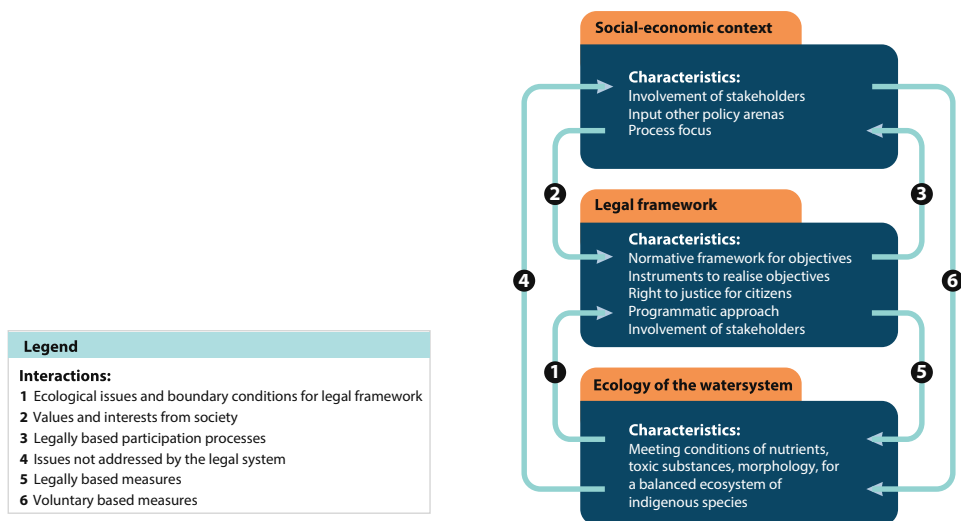 Social-economic context
Characteristics:
Involvement of stakeholders
Input other policy arenas
Process focus
2
3
Legal framework
Characteristics:
Normative framework for objectives
Instruments to realise objectives
Right to justice for citizens
Programmatic approach
Involvement of stakeholders
4
6
1
5
Ecology of the watersystem
Characteristics:
Meeting conditions of nutrients,
toxic substances, morphology, for
a balanced ecosystem of
indigenous species
Legend
Interactions:
1 Ecological issues and boundary conditions for legal framework
2 Values and interests from society
3 Legally based participation processes
4 Issues not addressed by the legal system
5 Legally based measures
6 Voluntary based measures